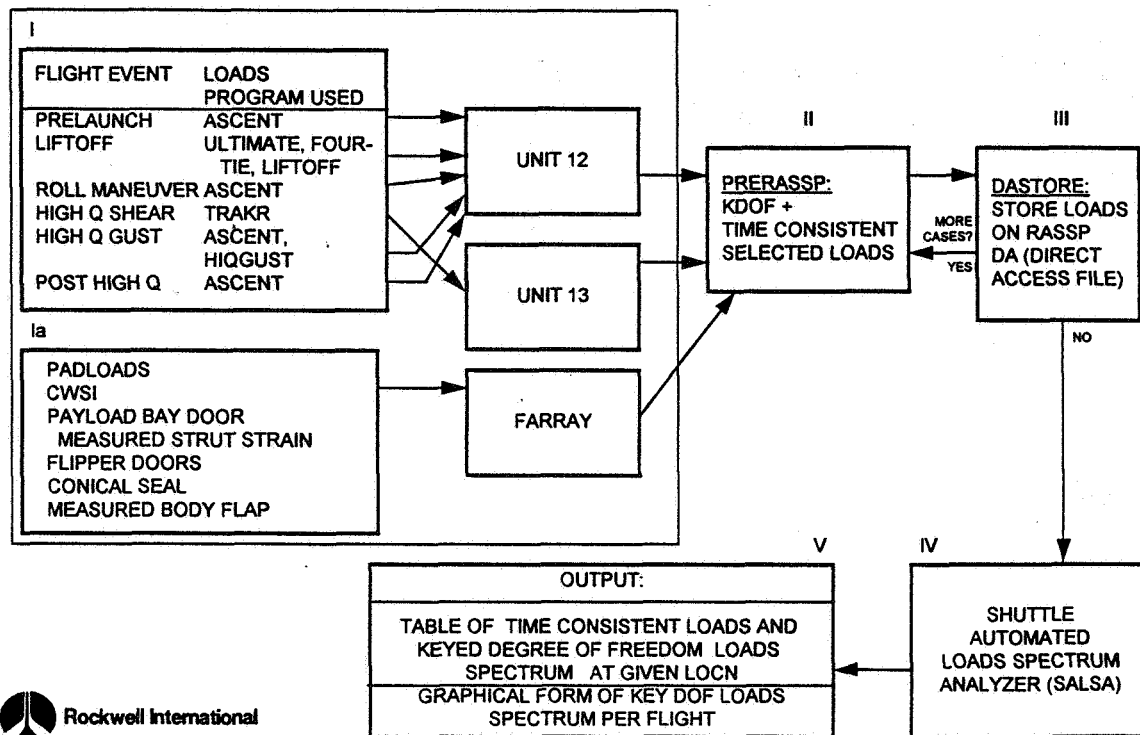 I
FLIGHT EVENT LOADS
PROGRAM USED
PRELAUNCH ASCENT
LIFTOFF ULTIMATE, FOUR-
TIE, LIFTOFF
ROLL MANEUVER ASCENT
HIGH Q SHEAR TRAKR
HIGH Q GUST ASCENT,
HIQGUST
POST HIGH Q ASCENT
UNIT 12
UNIT 13
Ia
PADLOADS
CWSI
PAYLOAD BAY DOOR
MEASURED STRUT STRAIN
FLIPPER DOORS
CONICAL SEAL
MEASURED BODY FLAP
FARRAY
II
PRERASSP:
KDOF +
TIME CONSISTENT
SELECTED LOADS
MORE
CASES?
YES
III
DASTORE:
STORE LOADS
ON RASSP
DA (DIRECT
ACCESS FILE)
NO
IV
SHUTTLE
AUTOMATED
LOADS SPECTRUM
ANALYZER (SALSA)
V
OUTPUT:
TABLE OF TIME CONSISTENT LOADS AND
KEYED DEGREE OF FREEDOM LOADS
SPECTRUM AT GIVEN LOCN
GRAPHICAL FORM OF KEY DOF LOADS
SPECTRUM PER FLIGHT
Rockwell International